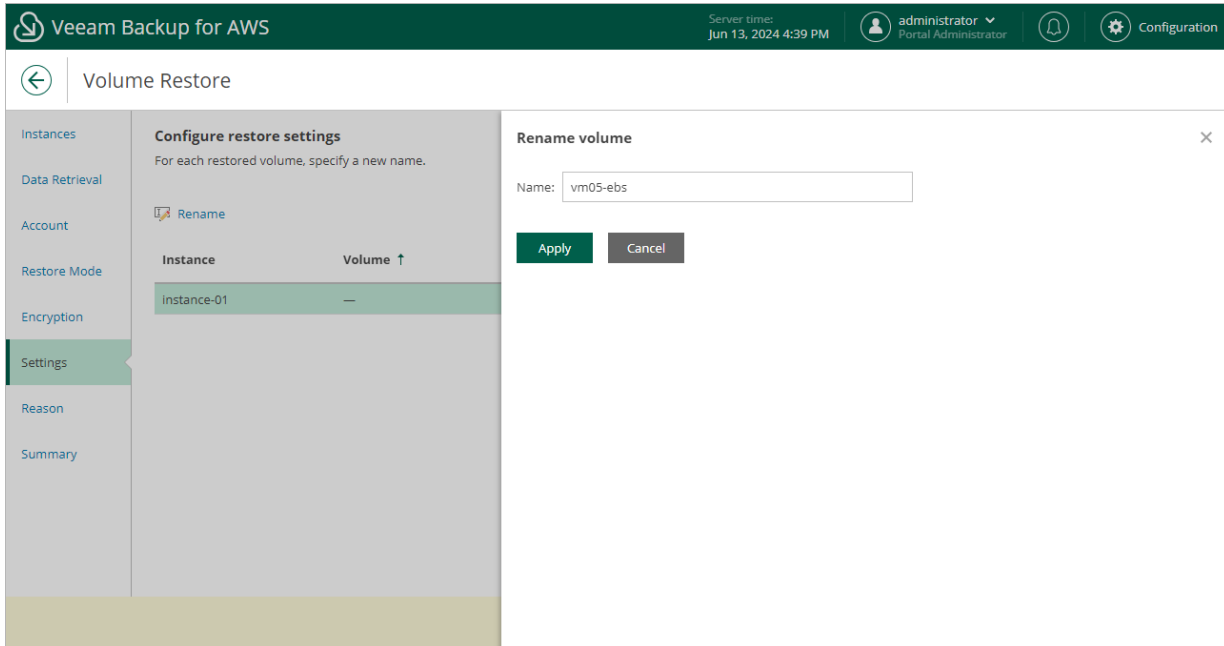 Veeam Backup for AWS
Server time:
Jun 13, 2024 4:39 PM
administrator
Portal Administrator
Configuration
Volume Restore
Instances
Data Retrieval
Account
Restore Mode
Encryption
Settings
Reason
Summary
Configure restore settings
For each restored volume, specify a new name.
Rename
Instance Volume ↑
instance-01 —
Rename volume
Name: vm05-ebs
Apply Cancel